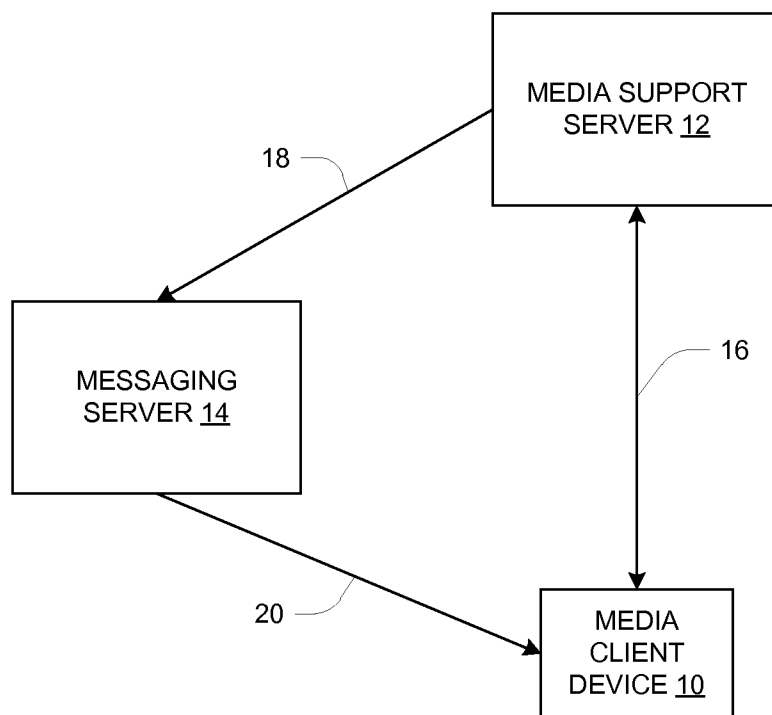 MEDIA SUPPORT
SERVER 12
18
MESSAGING
SERVER 14
16
20
MEDIA
CLIENT
DEVICE 10